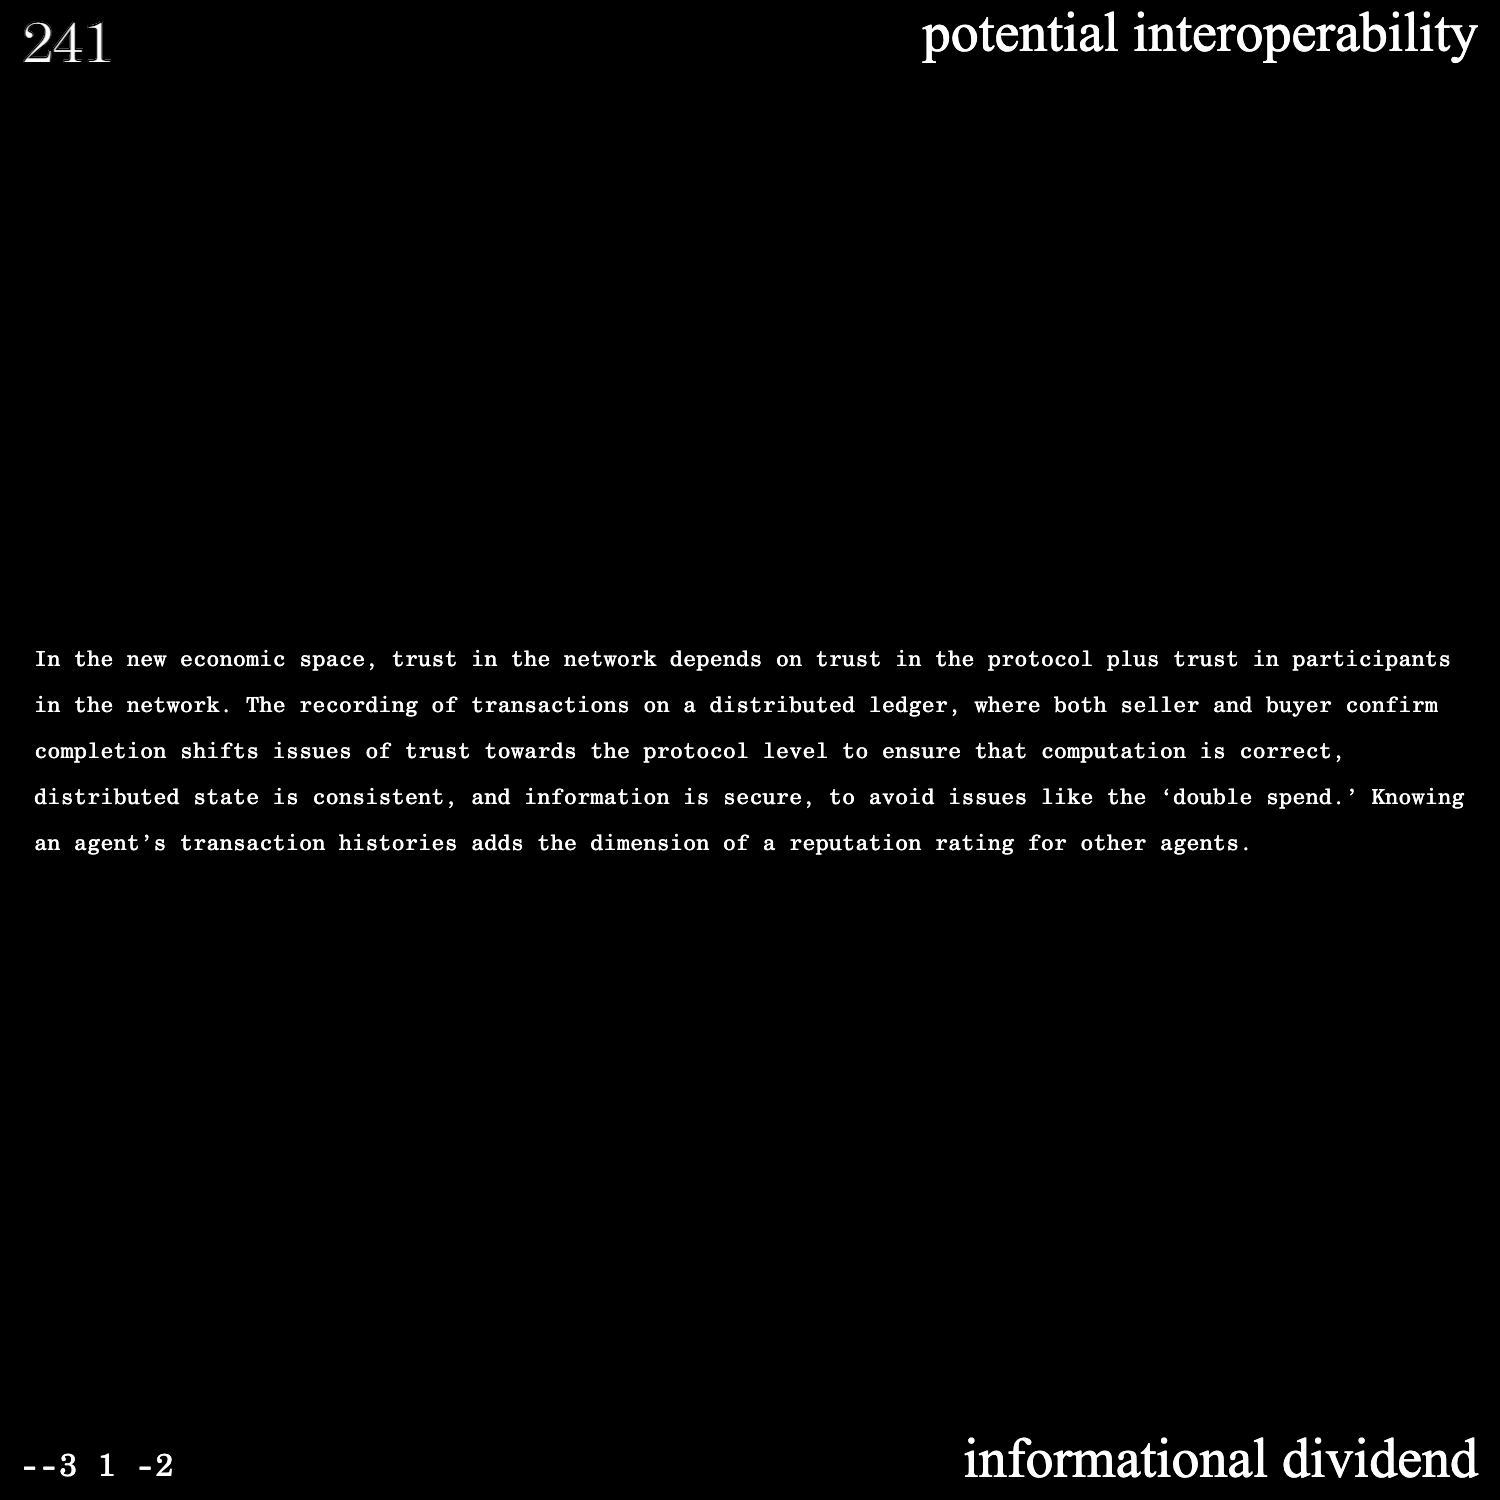 241
potential interoperability
In the new economic space, trust in the network depends on trust in the protocol plus trust in participants
in the network. The recording of transactions on a distributed ledger, where both seller and buyer confirm
completion shifts issues of trust towards the protocol level to ensure that computation is correct,
distributed state is consistent, and information is secure, to avoid issues like the ‘double spend.’ Knowing
an agent’s transaction histories adds the dimension of a reputation rating for other agents.
--3 1 -2
informational dividend